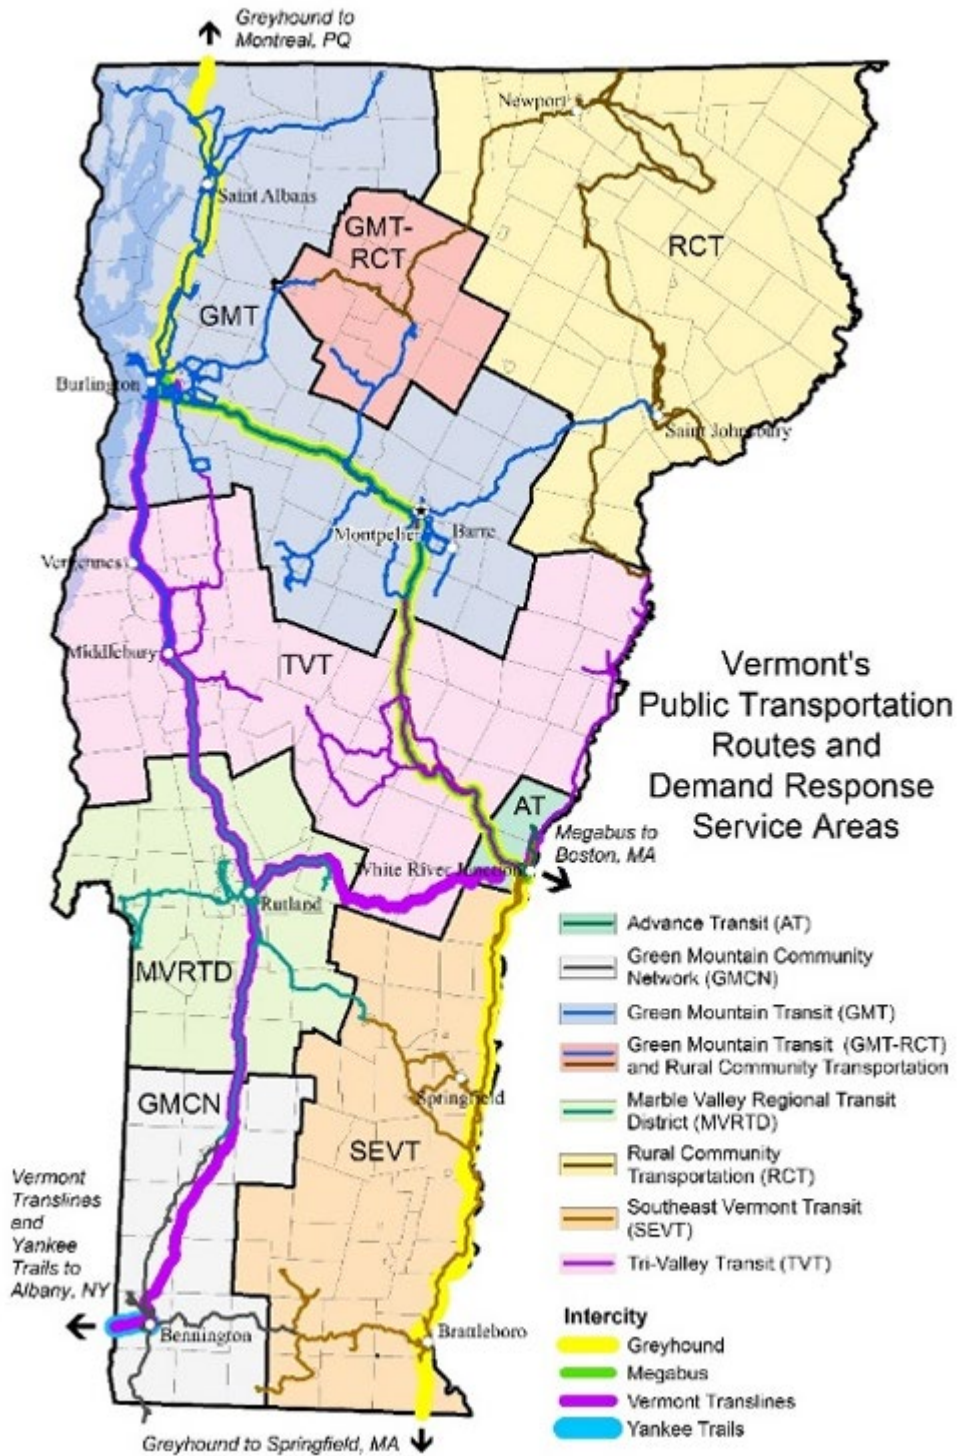 Greyhound to
Montreal, PQ
Newport
Saint Albans
GMT-
RCT
RCT
GMT
Burlington
Saint Johnsbury
Montpelier
Barre
Vergennes
Middlebury
TVT
Vermont's
Public Transportation
Routes and
Demand Response
Service Areas
AT
Megabus to
Boston, MA
White River Junction
Rutland
MVRTD
Advance Transit (AT)
Green Mountain Community
Network (GMCN)
Green Mountain Transit (GMT)
Green Mountain Transit (GMT-RCT)
and Rural Community Transportation
Springfield
GMCN
Marble Valley Regional Transit
District (MVRTD)
SEVT
Rural Community
Transportation (RCT)
Vermont
Translines
and
Yankee
Trails to
Albany, NY
Southeast Vermont Transit
(SEVT)
Tri-Valley Transit (TVT)
Bennington
Brattleboro
Intercity
Greyhound
Megabus
Vermont Translines
Yankee Trails
Greyhound to Springfield, MA